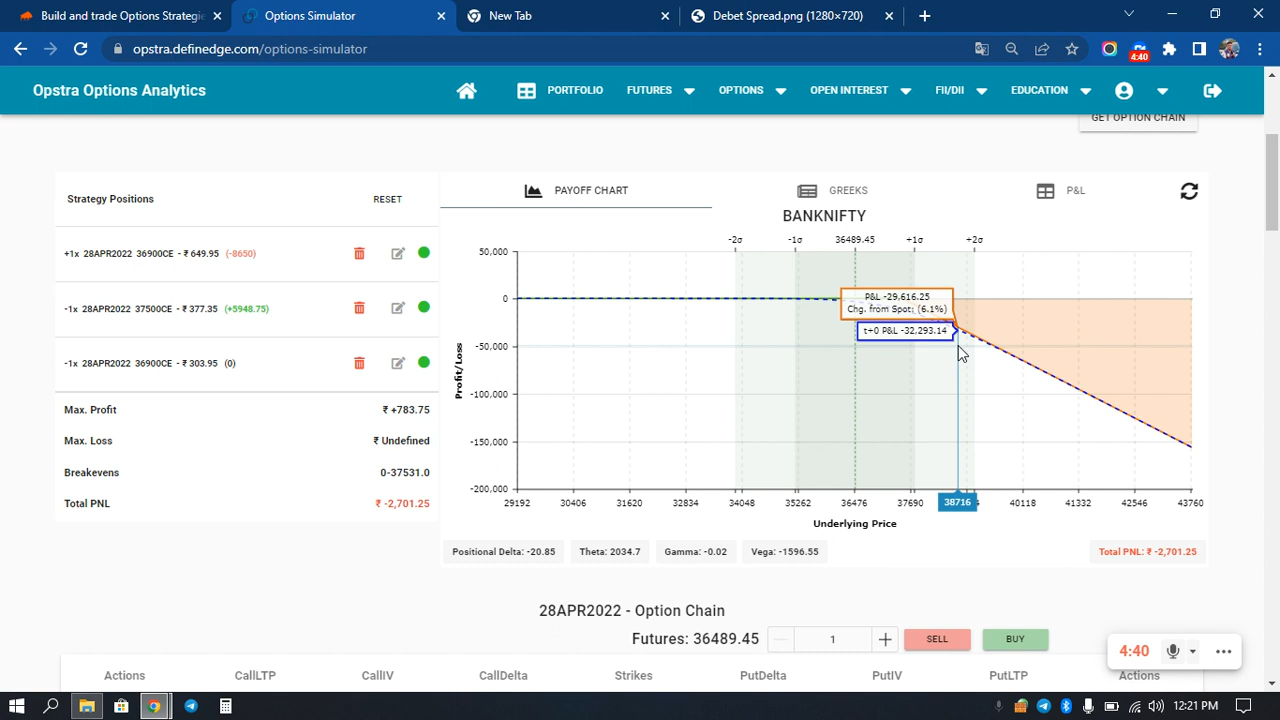 Build and trade Options Strategi
Options Simulator
New Tab
Debet Spread.png (1280×720)
opstra.definedge.com/options-simulator
4:40
Opstra Options Analytics
PORTFOLIO
FUTURES
OPTIONS
OPEN INTEREST
FII/DII
EDUCATION
GET OPTION CHAIN
Strategy Positions
RESET
PAYOFF CHART
GREEKS
P&L
BANKNIFTY
+1x 28APR2022 36900CE - ₹ 649.95 (-8650)
-1x 28APR2022 37500CE - ₹ 377.35 (+5948.75)
-1x 28APR2022 36900CE - ₹ 303.95 (0)
Max. Profit
₹ +783.75
Max. Loss
₹ Undefined
Breakevens
0-37531.0
Total PNL
₹ -2,701.25
-2σ
-1σ
36489.45
+1σ
+2σ
50,000
0
-50,000
-100,000
-150,000
-200,000
Profit/Loss
P&L -29,616.25
Chg. from Spot: (6.1%)
t+0 P&L -32,293.14
29192
30406
31620
32834
34048
35262
36476
37690
38716
40118
41332
42546
43760
Underlying Price
Positional Delta: -20.85
Theta: 2034.7
Gamma: -0.02
Vega: -1596.55
Total PNL: ₹ -2,701.25
28APR2022 - Option Chain
Futures: 36489.45
1
SELL
BUY
4:40
Actions
CallLTP
CallIV
CallDelta
Strikes
PutDelta
PutIV
PutLTP
Actions
12:21 PM